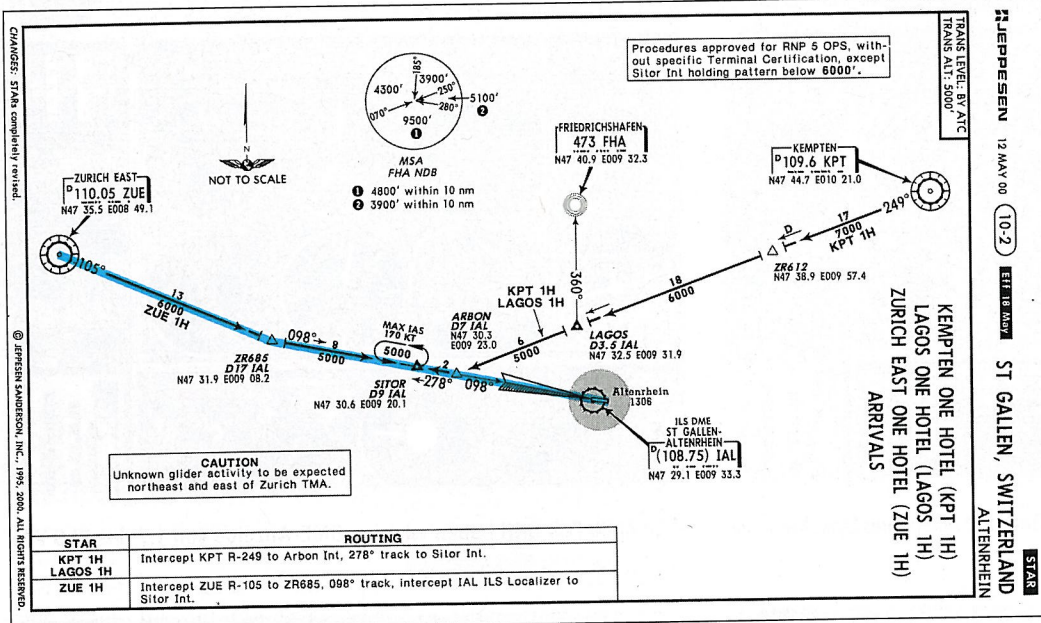 JEPPESEN 12 MAY 00 10-2 Eff 18 May ST GALLEN, SWITZERLAND
ALTENRHEIN
STAR
TRANS LEVEL: BY ATC
TRANS ALT: 5000'
KEMPTEN ONE HOTEL (KPT 1H)
LAGOS ONE HOTEL (LAGOS 1H)
ZURICH EAST ONE HOTEL (ZUE 1H)
ARRIVALS
Procedures approved for RNP 5 OPS, with-
out specific Terminal Certification, except
Sitor Int holding pattern below 6000'.
185°
3900'
4300'
250°
5100'
280°
❷
070°
9500'
❶
MSA
FHA NDB
❶ 4800' within 10 nm
❷ 3900' within 10 nm
N
NOT TO SCALE
FRIEDRICHSHAFEN
473 FHA
N47 40.9 E009 32.3
KEMPTEN
D 109.6 KPT
N47 44.7 E010 21.0
ZURICH EAST
D 110.05 ZUE
N47 35.5 E008 49.1
249°
17
7000
KPT 1H
D
ZR612
N47 38.9 E009 57.4
18
6000
360°
LAGOS
D3.5 IAL
N47 32.5 E009 31.9
KPT 1H
LAGOS 1H
6
5000
ARBON
D7 IAL
N47 30.3
E009 23.0
105°
13
6000
ZUE 1H
ZR685
D17 IAL
N47 31.9 E009 08.2
098°
8
5000
MAX IAS
170 KT
5000
SITOR
D9 IAL
N47 30.6 E009 20.1
2
278°
098°
Altenrhein
1306
ILS DME
ST GALLEN-
ALTENRHEIN
D (108.75) IAL
N47 29.1 E009 33.3
CAUTION
Unknown glider activity to be expected
northeast and east of Zurich TMA.
STAR ROUTING
KPT 1H
LAGOS 1H
Intercept KPT R-249 to Arbon Int, 278° track to Sitor Int.
ZUE 1H
Intercept ZUE R-105 to ZR685, 098° track, intercept IAL ILS Localizer to
Sitor Int.
CHANGES: STARs completely revised.
© JEPPESEN SANDERSON, INC., 1995, 2000. ALL RIGHTS RESERVED.